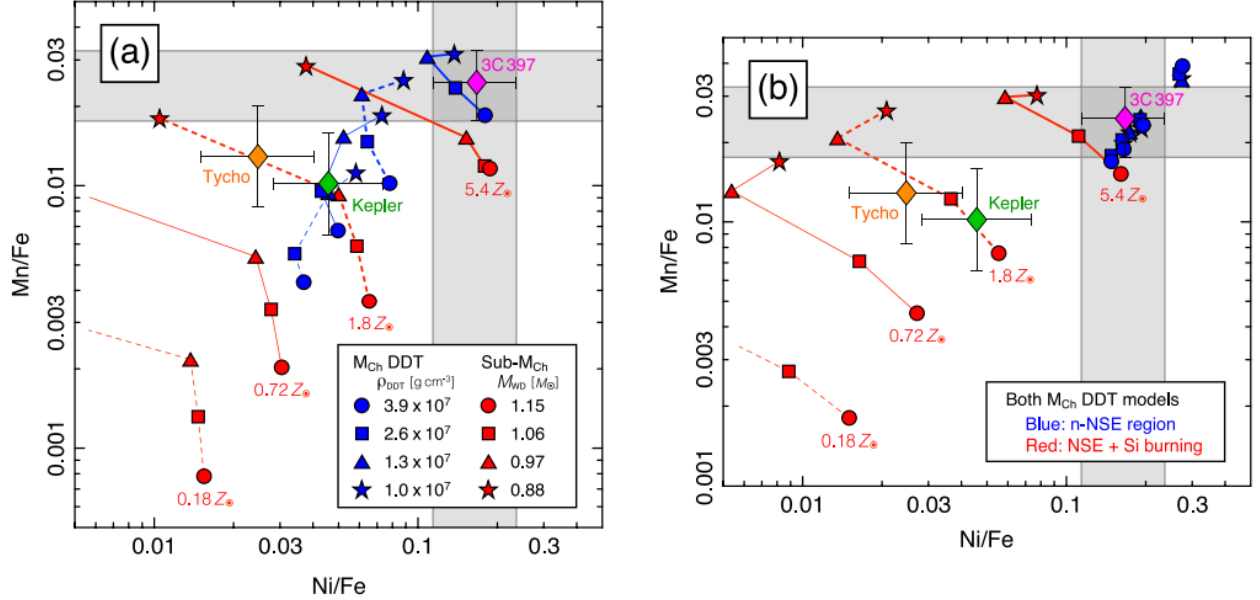 (a)
3C 397
Tycho
Kepler
5.4 Z⊙
1.8 Z⊙
0.72 Z⊙
0.18 Z⊙
Mn/Fe
0.03
0.01
0.003
0.001
0.01 0.03 0.1 0.3
Ni/Fe
M_Ch DDT Sub-M_Ch
ρ_DDT [g cm⁻³] M_WD [M⊙]
3.9 x 10⁷ 1.15
2.6 x 10⁷ 1.06
1.3 x 10⁷ 0.97
1.0 x 10⁷ 0.88
(b)
3C 397
Tycho
Kepler
5.4 Z⊙
1.8 Z⊙
0.72 Z⊙
0.18 Z⊙
Mn/Fe
0.03
0.01
0.003
0.001
0.01 0.03 0.1 0.3
Ni/Fe
Both M_Ch DDT models
Blue: n-NSE region
Red: NSE + Si burning